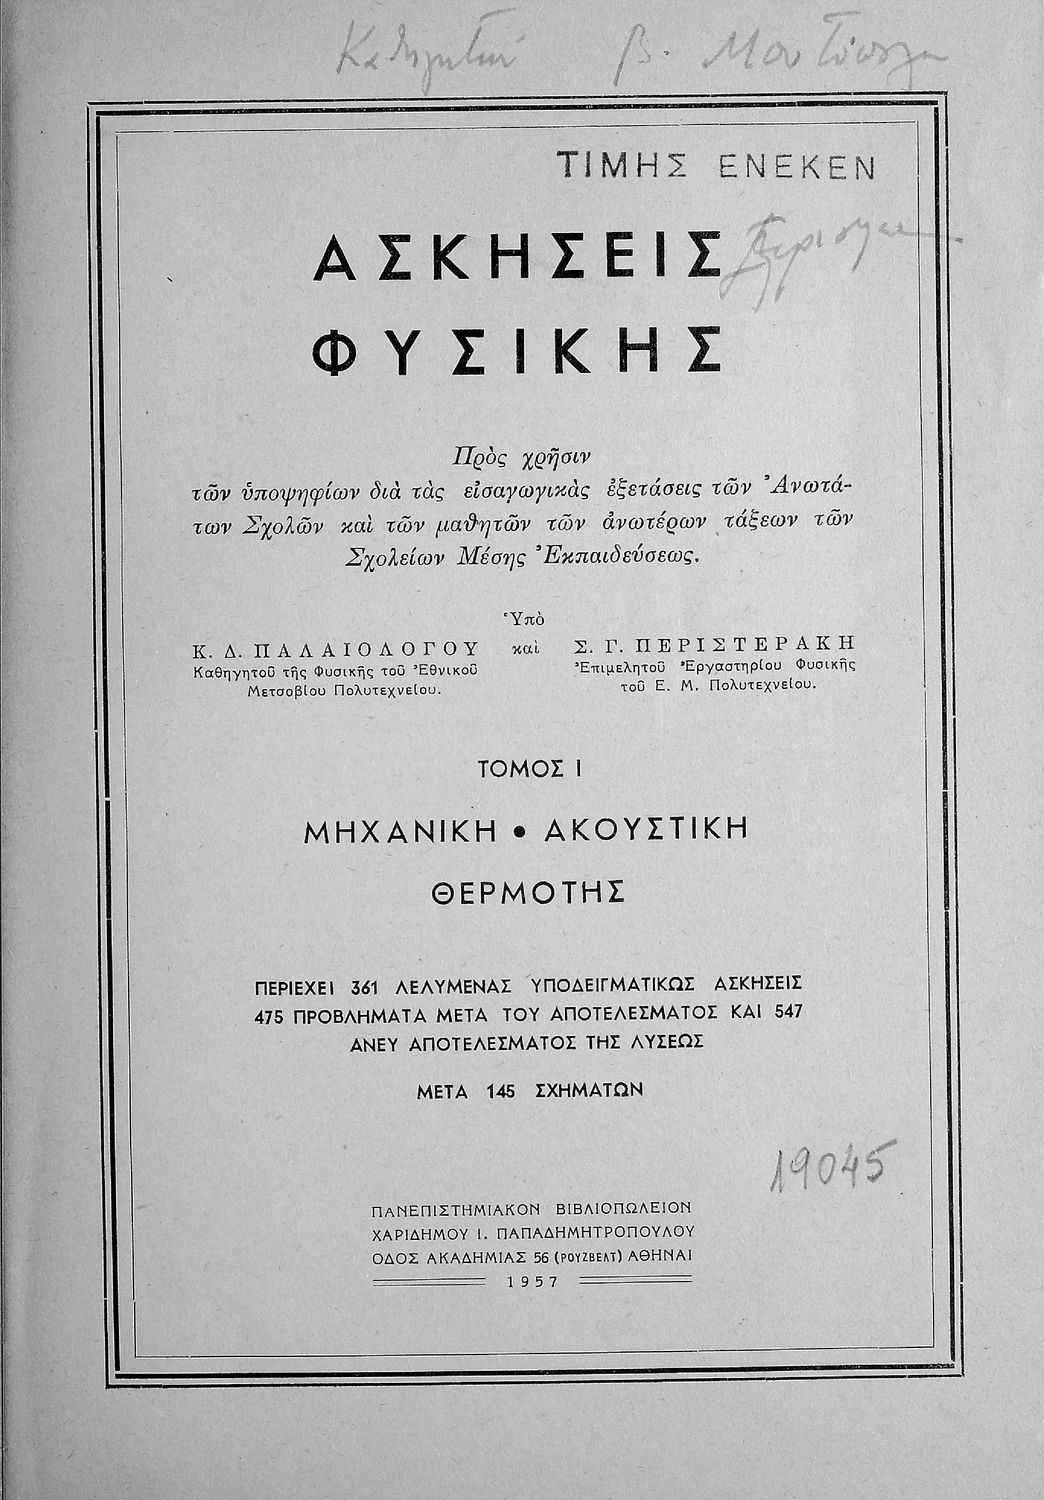 Καθηγητήν β.
ΤΙΜΗΣ ΕΝΕΚΕΝ
ΑΣΚΗΣΕΙΣ
ΦΥΣΙΚΗΣ
Πρὸς χρῆσιν
τῶν ὑποψηφίων διὰ τὰς εἰσαγωγικὰς ἐξετάσεις τῶν Ἀνωτά-
των Σχολῶν καὶ τῶν μαθητῶν τῶν ἀνωτέρων τάξεων τῶν
Σχολείων Μέσης Ἐκπαιδεύσεως.
Ὑπὸ
Κ. Δ. ΠΑΛΑΙΟΛΟΓΟΥ καὶ Σ. Γ. ΠΕΡΙΣΤΕΡΑΚΗ
Καθηγητοῦ τῆς Φυσικῆς τοῦ Ἐθνικοῦ
Μετσοβίου Πολυτεχνείου.
Ἐπιμελητοῦ Ἐργαστηρίου Φυσικῆς
τοῦ Ε. Μ. Πολυτεχνείου.
ΤΟΜΟΣ Ι
ΜΗΧΑΝΙΚΗ • ΑΚΟΥΣΤΙΚΗ
ΘΕΡΜΟΤΗΣ
ΠΕΡΙΕΧΕΙ 361 ΛΕΛΥΜΕΝΑΣ ΥΠΟΔΕΙΓΜΑΤΙΚΩΣ ΑΣΚΗΣΕΙΣ
475 ΠΡΟΒΛΗΜΑΤΑ ΜΕΤΑ ΤΟΥ ΑΠΟΤΕΛΕΣΜΑΤΟΣ ΚΑΙ 547
ΑΝΕΥ ΑΠΟΤΕΛΕΣΜΑΤΟΣ ΤΗΣ ΛΥΣΕΩΣ
ΜΕΤΑ 145 ΣΧΗΜΑΤΩΝ
19045
ΠΑΝΕΠΙΣΤΗΜΙΑΚΟΝ ΒΙΒΛΙΟΠΩΛΕΙΟΝ
ΧΑΡΙΔΗΜΟΥ Ι. ΠΑΠΑΔΗΜΗΤΡΟΠΟΥΛΟΥ
ΟΔΟΣ ΑΚΑΔΗΜΙΑΣ 56 (ΡΟΥΖΒΕΛΤ) ΑΘΗΝΑΙ
1957